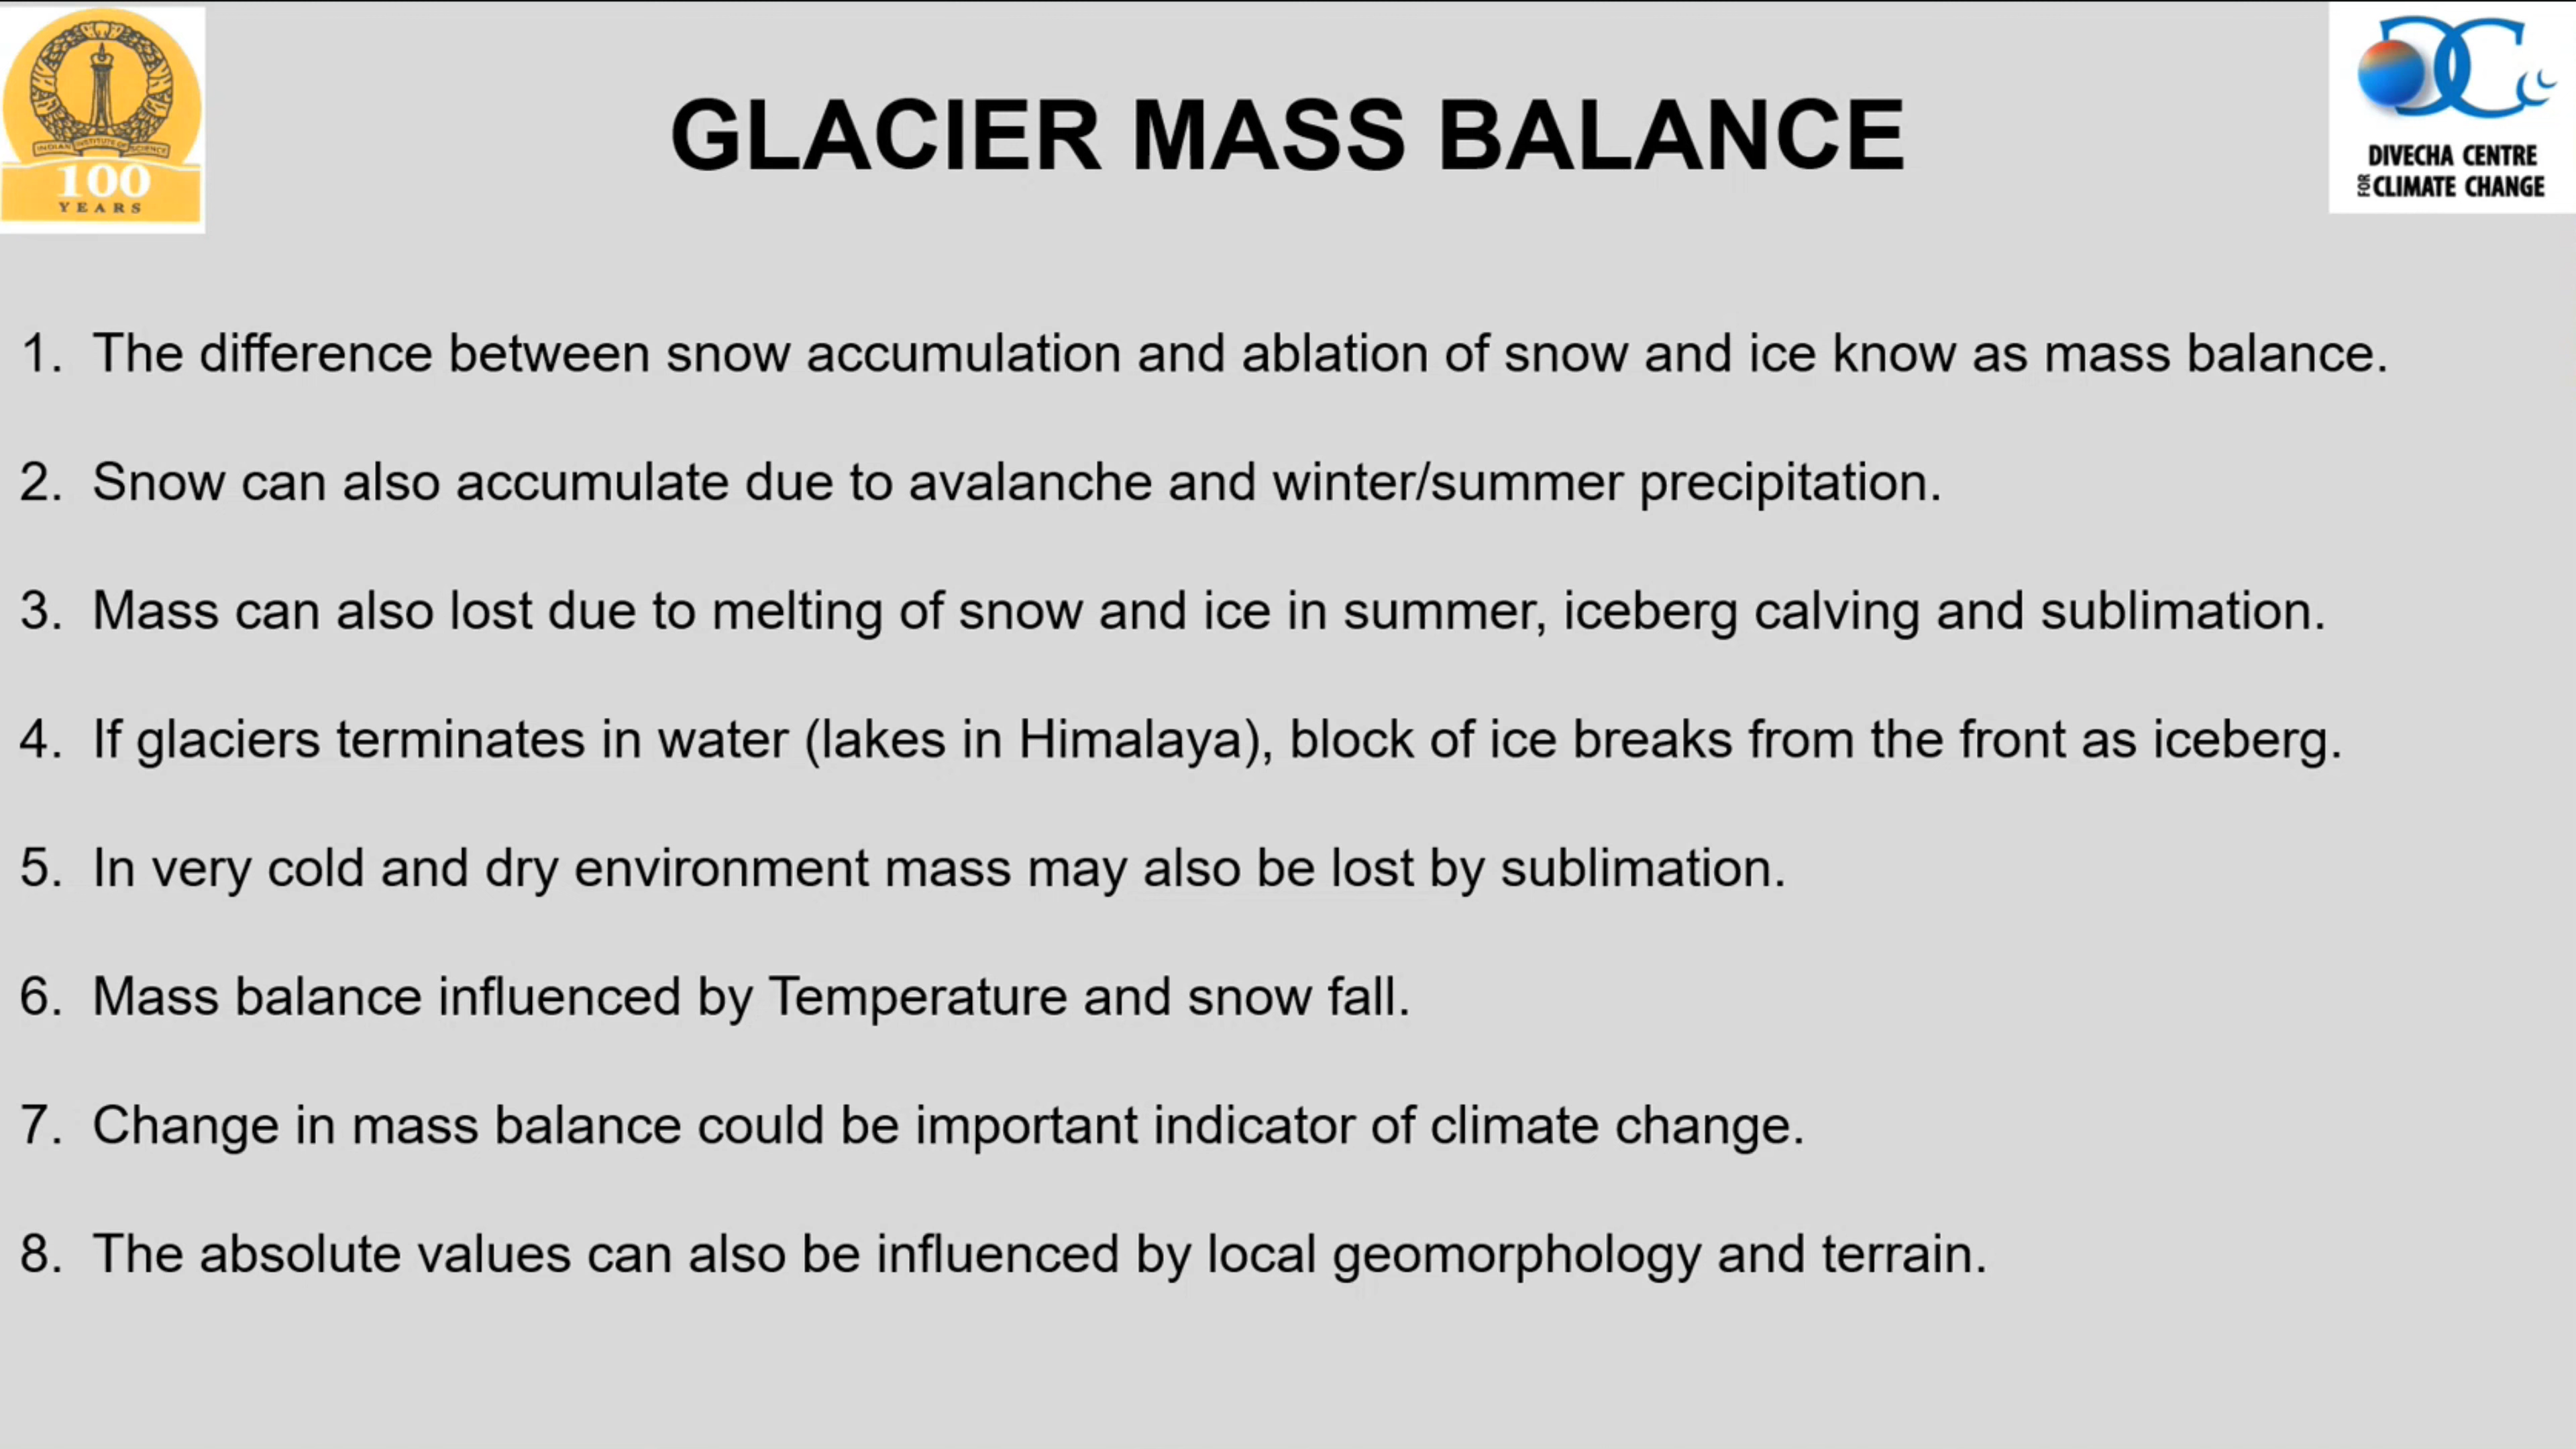 INDIAN INSTITUTE OF SCIENCE
100
YEARS
GLACIER MASS BALANCE
DIVECHA CENTRE
FOR CLIMATE CHANGE
1. The difference between snow accumulation and ablation of snow and ice know as mass balance.
2. Snow can also accumulate due to avalanche and winter/summer precipitation.
3. Mass can also lost due to melting of snow and ice in summer, iceberg calving and sublimation.
4. If glaciers terminates in water (lakes in Himalaya), block of ice breaks from the front as iceberg.
5. In very cold and dry environment mass may also be lost by sublimation.
6. Mass balance influenced by Temperature and snow fall.
7. Change in mass balance could be important indicator of climate change.
8. The absolute values can also be influenced by local geomorphology and terrain.